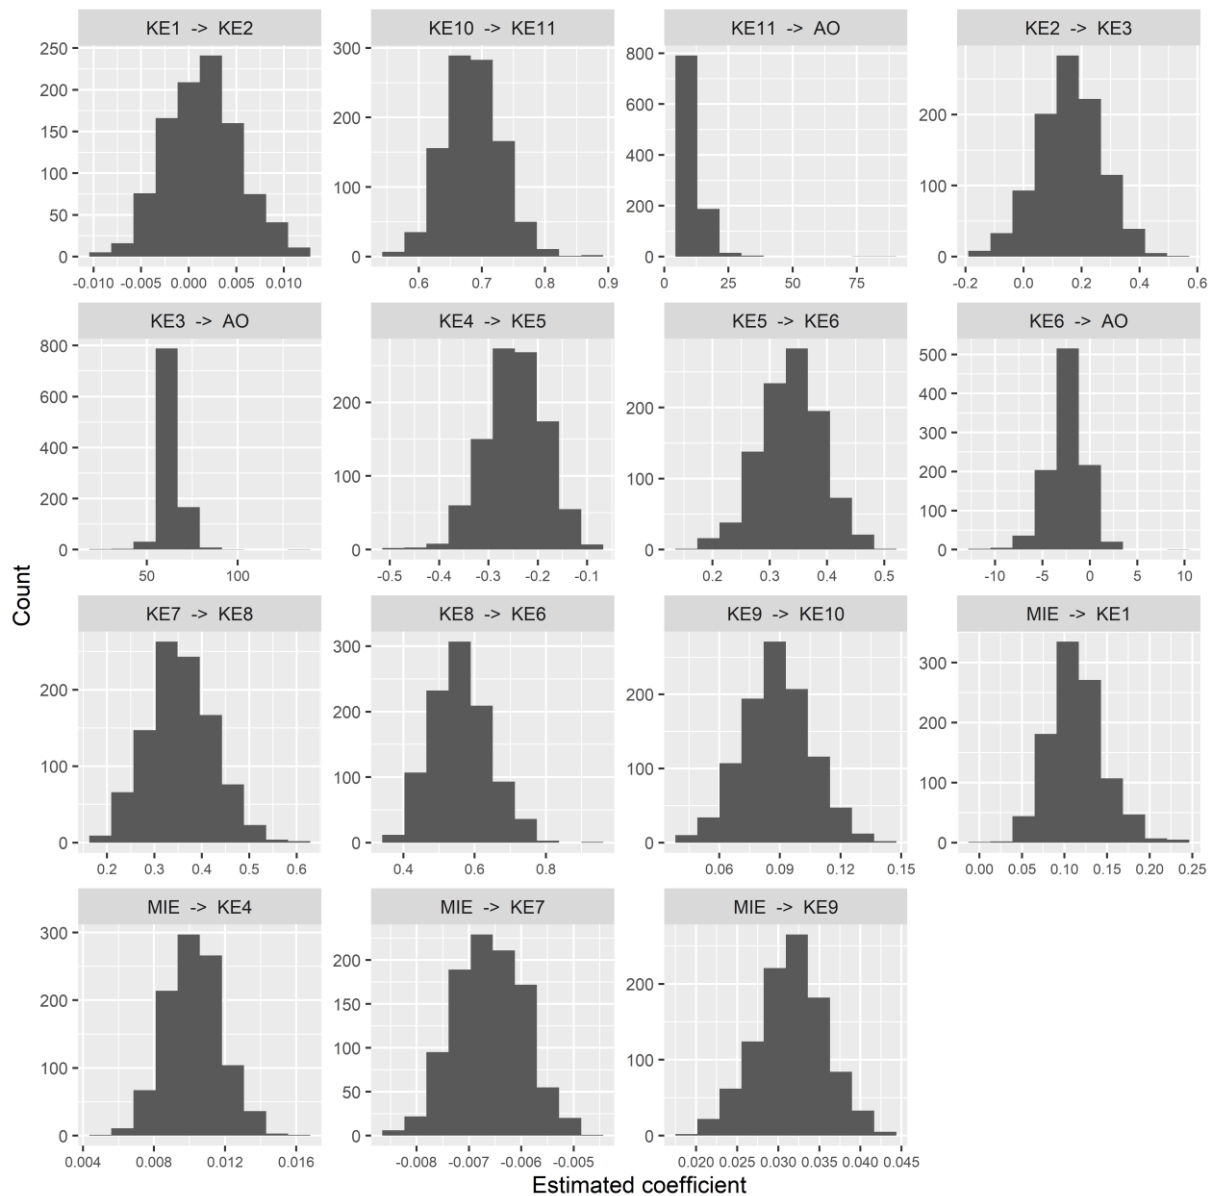 KE1 -> KE2
KE10 -> KE11
KE11 -> AO
KE2 -> KE3
250
200
150
100
50
0
-0.010 -0.005 0.000 0.005 0.010
300
200
100
0
0.6 0.7 0.8 0.9
800
600
400
200
0
0 25 50 75
200
100
0
-0.2 0.0 0.2 0.4 0.6
KE3 -> AO
KE4 -> KE5
KE5 -> KE6
KE6 -> AO
800
600
400
200
0
50 100
200
100
0
-0.5 -0.4 -0.3 -0.2 -0.1
200
100
0
0.2 0.3 0.4 0.5
500
400
300
200
100
0
-10 -5 0 5 10
Count
KE7 -> KE8
KE8 -> KE6
KE9 -> KE10
MIE -> KE1
200
100
0
0.2 0.3 0.4 0.5 0.6
300
200
100
0
0.4 0.6 0.8
200
100
0
0.06 0.09 0.12 0.15
300
200
100
0
0.00 0.05 0.10 0.15 0.20 0.25
MIE -> KE4
MIE -> KE7
MIE -> KE9
300
200
100
0
0.004 0.008 0.012 0.016
200
150
100
50
0
-0.008 -0.007 -0.006 -0.005
200
100
0
0.020 0.025 0.030 0.035 0.040 0.045
Estimated coefficient